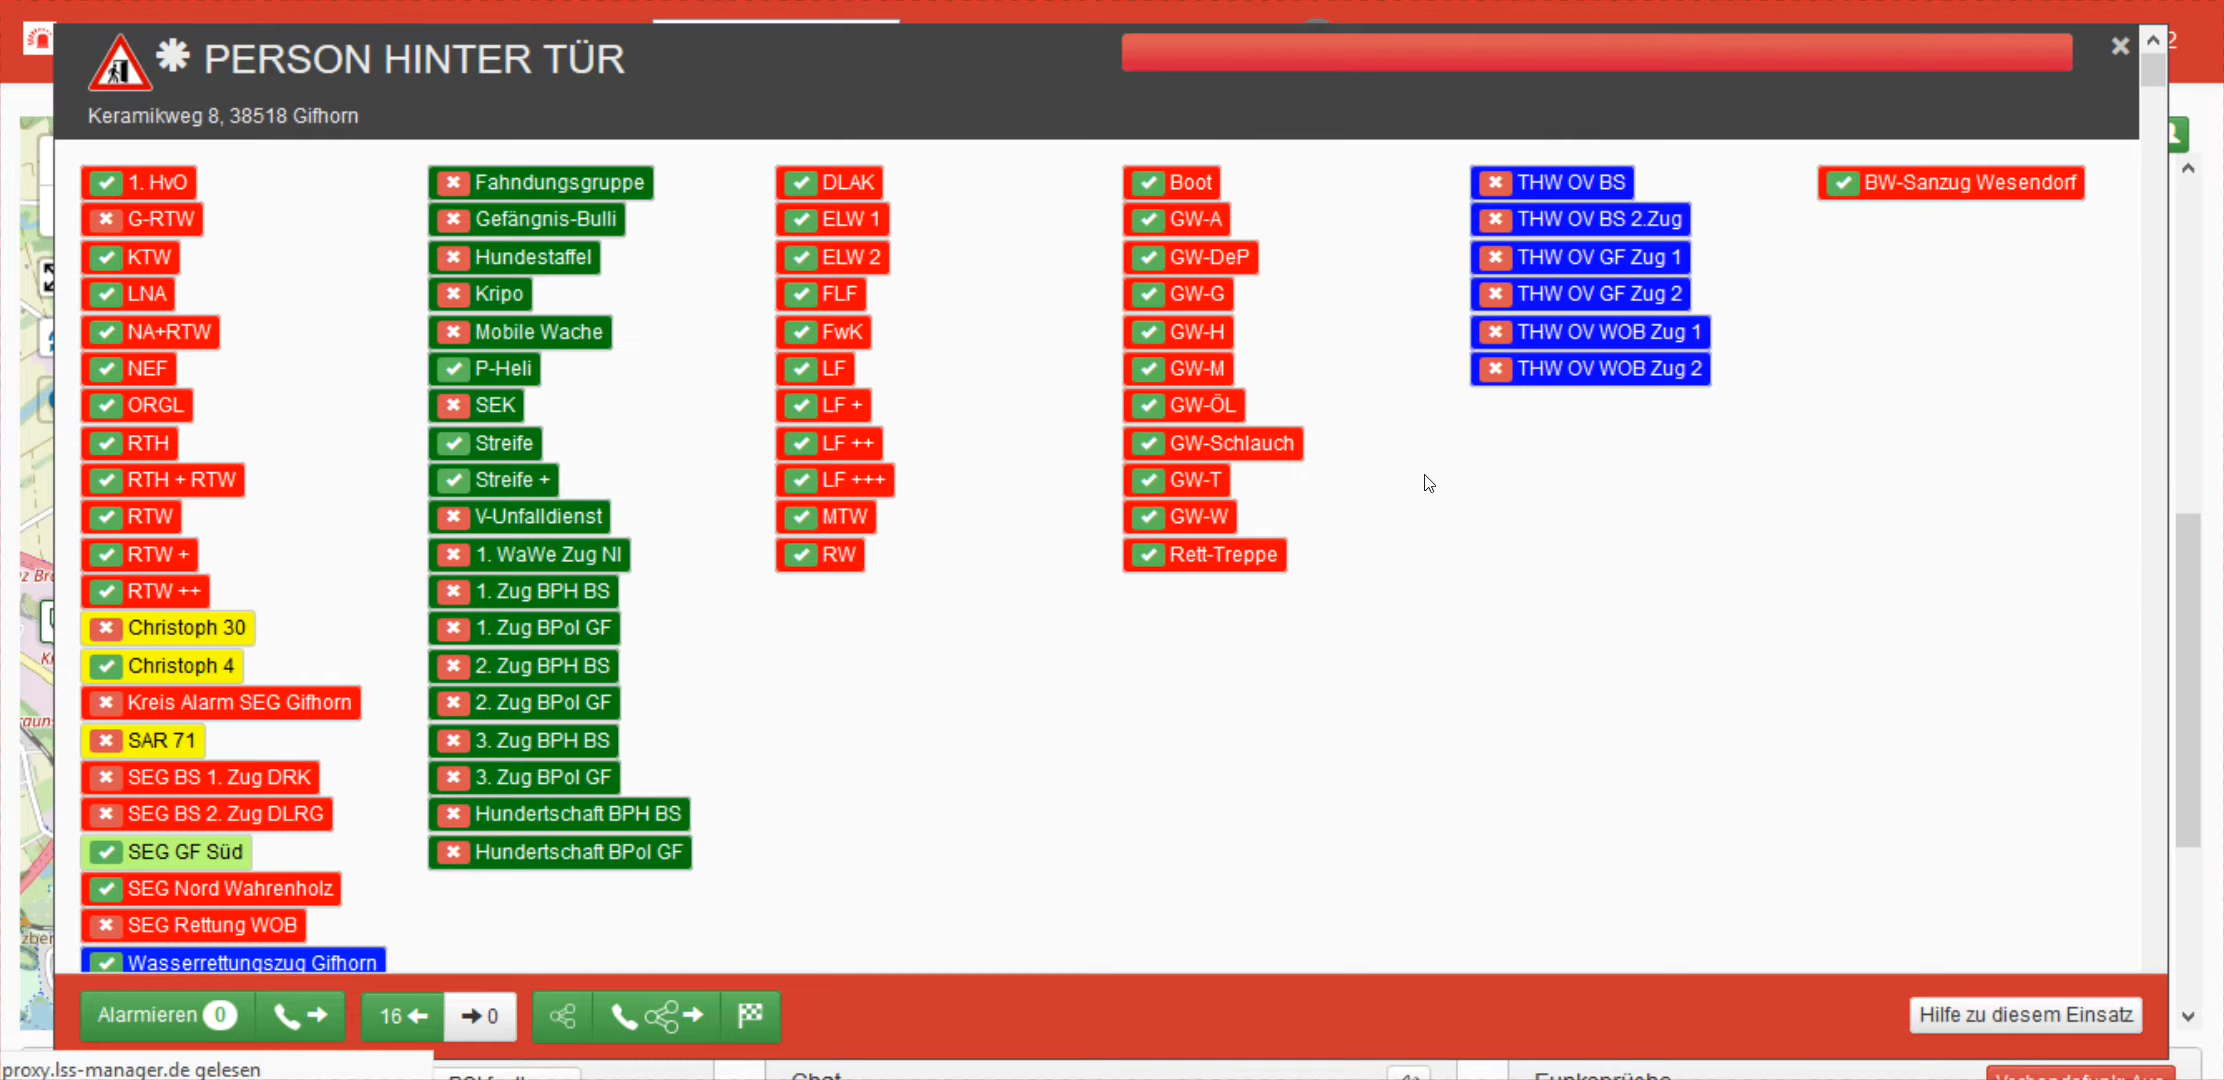 PERSON HINTER TÜR
Keramikweg 8, 38518 Gifhorn
1. HvO
G-RTW
KTW
LNA
NA+RTW
NEF
ORGL
RTH
RTH + RTW
RTW
RTW +
RTW ++
Christoph 30
Christoph 4
Kreis Alarm SEG Gifhorn
SAR 71
SEG BS 1. Zug DRK
SEG BS 2. Zug DLRG
SEG GF Süd
SEG Nord Wahrenholz
SEG Rettung WOB
Wasserrettungszug Gifhorn
Fahndungsgruppe
Gefängnis-Bulli
Hundestaffel
Kripo
Mobile Wache
P-Heli
SEK
Streife
Streife +
V-Unfalldienst
1. WaWe Zug NI
1. Zug BPH BS
1. Zug BPol GF
2. Zug BPH BS
2. Zug BPol GF
3. Zug BPH BS
3. Zug BPol GF
Hundertschaft BPH BS
Hundertschaft BPol GF
DLAK
ELW 1
ELW 2
FLF
FwK
LF
LF +
LF ++
LF +++
MTW
RW
Boot
GW-A
GW-DeP
GW-G
GW-H
GW-M
GW-ÖL
GW-Schlauch
GW-T
GW-W
Rett-Treppe
THW OV BS
THW OV BS 2.Zug
THW OV GF Zug 1
THW OV GF Zug 2
THW OV WOB Zug 1
THW OV WOB Zug 2
BW-Sanzug Wesendorf
Alarmieren 0
16
0
Hilfe zu diesem Einsatz
proxy.lss-manager.de gelesen
Chat
Funksprüche